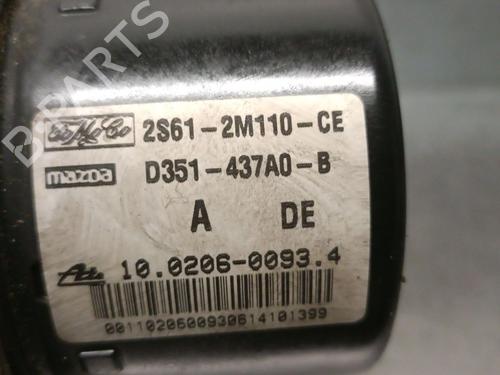 B-PARTS
FoMoCo 2S61-2M110-CE
mazda D351-437A0-B
A DE
Ate 10.0206-0093.4
0011020600930614101399